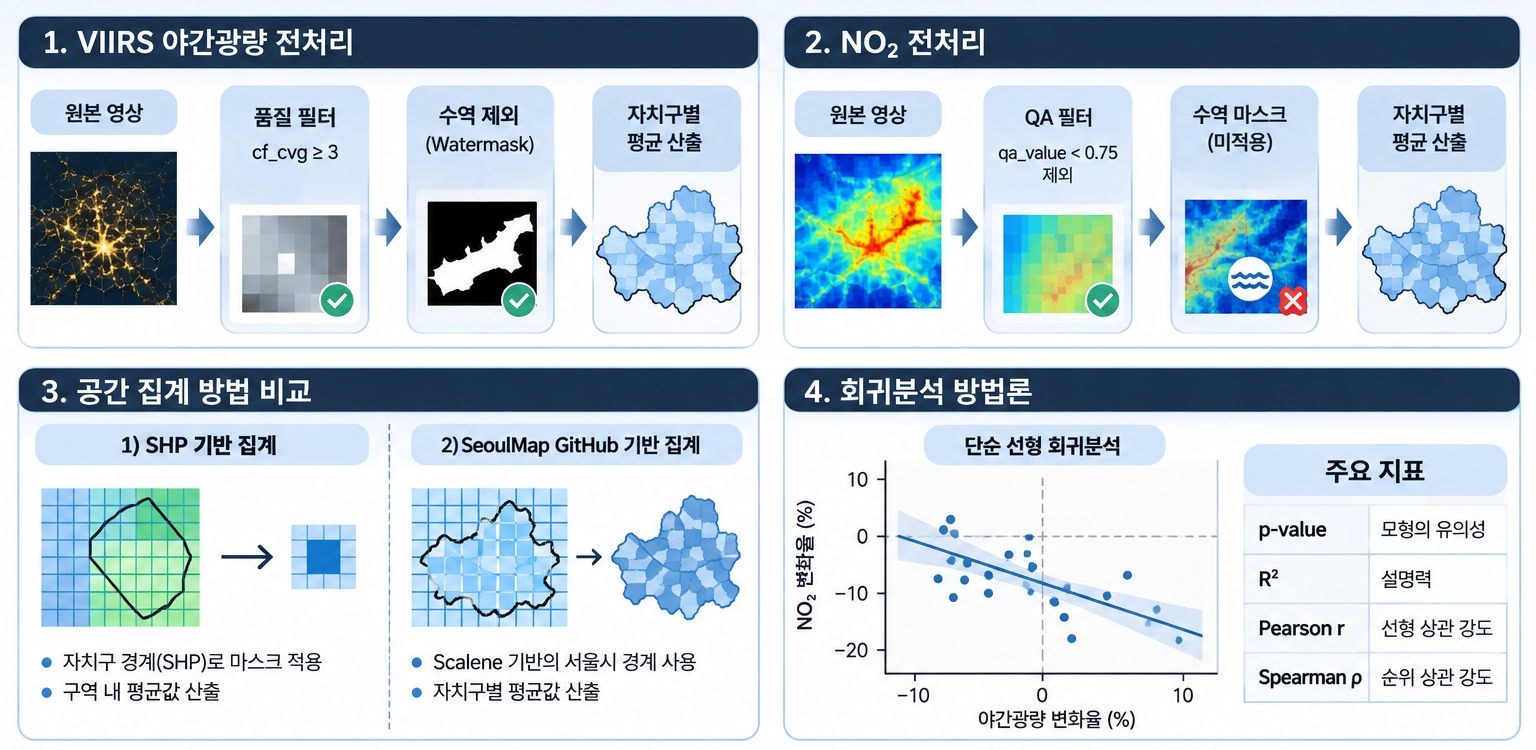 1. VIIRS 야간광량 전처리
원본 영상
품질 필터
cf_cvg ≥ 3
수역 제외
(Watermask)
자치구별
평균 산출
2. NO₂ 전처리
원본 영상
QA 필터
qa_value < 0.75
제외
수역 마스크
(미적용)
자치구별
평균 산출
3. 공간 집계 방법 비교
1) SHP 기반 집계
자치구 경계(SHP)로 마스크 적용
구역 내 평균값 산출
2) SeoulMap GitHub 기반 집계
Scalene 기반의 서울시 경계 사용
자치구별 평균값 산출
4. 회귀분석 방법론
단순 선형 회귀분석
NO₂ 변화율 (%)
10
0
−10
−20
−10 0 10
야간광량 변화율 (%)
주요 지표
p-value 모형의 유의성
R² 설명력
Pearson r 선형 상관 강도
Spearman ρ 순위 상관 강도